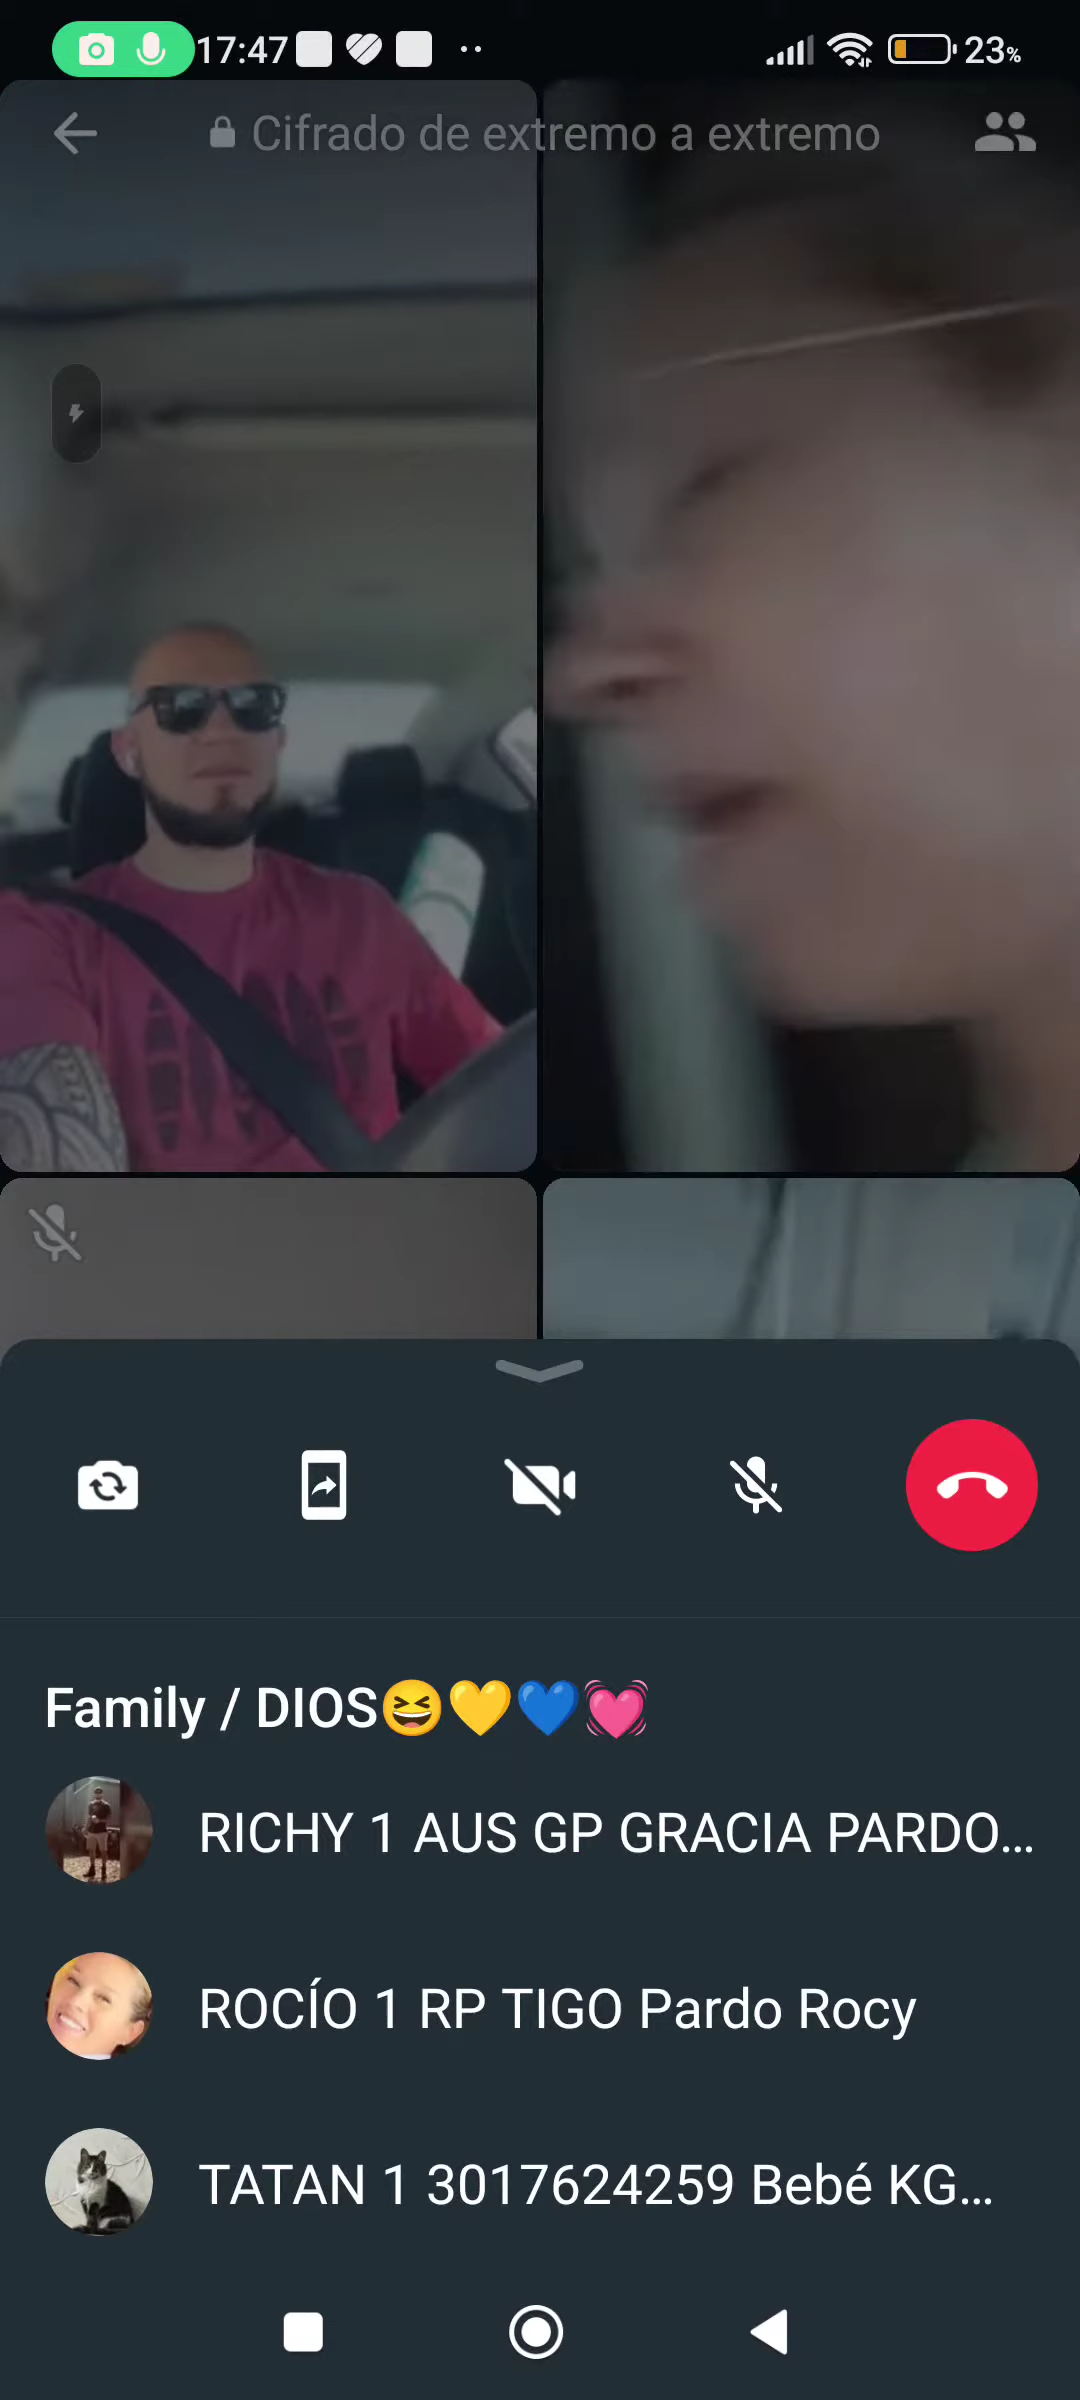 17:47
23%
Cifrado de extremo a extremo
Family / DIOS😆💛💙💓
RICHY 1 AUS GP GRACIA PARDO...
ROCÍO 1 RP TIGO Pardo Rocy
TATAN 1 3017624259 Bebé KG...